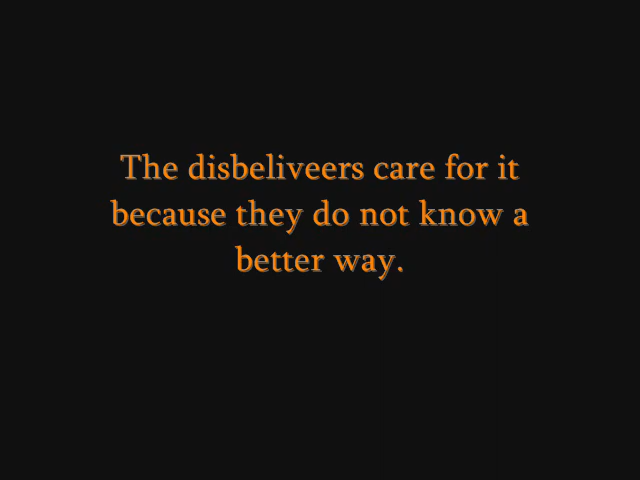 The disbeliveers care for it
because they do not know a
better way.